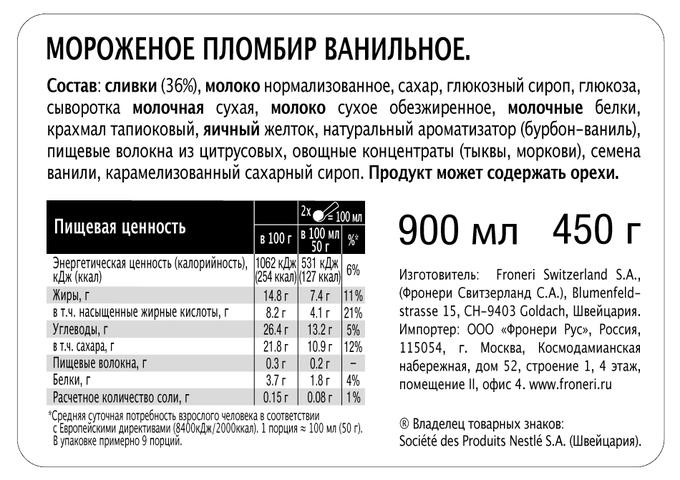 МОРОЖЕНОЕ ПЛОМБИР ВАНИЛЬНОЕ.
Состав: сливки (36%), молоко нормализованное, сахар, глюкозный сироп, глюкоза,
сыворотка молочная сухая, молоко сухое обезжиренное, молочные белки,
крахмал тапиоковый, яичный желток, натуральный ароматизатор (бурбон-ваниль),
пищевые волокна из цитрусовых, овощные концентраты (тыквы, моркови), семена
ванили, карамелизованный сахарный сироп. Продукт может содержать орехи.
2x = 100 мл
Пищевая ценность в 100 г в 100 мл 50 г %*
Энергетическая ценность (калорийность), 1062 кДж 531 кДж 6%
кДж (ккал) (254 ккал) (127 ккал)
Жиры, г 14.8 г 7.4 г 11%
в т.ч. насыщенные жирные кислоты, г 8.2 г 4.1 г 21%
Углеводы, г 26.4 г 13.2 г 5%
в т.ч. сахара, г 21.8 г 10.9 г 12%
Пищевые волокна, г 0.3 г 0.2 г –
Белки, г 3.7 г 1.8 г 4%
Расчетное количество соли, г 0.15 г 0.08 г 1%
*Средняя суточная потребность взрослого человека в соответствии
с Европейскими директивами (8400кДж/2000ккал). 1 порция ≈ 100 мл (50 г).
В упаковке примерно 9 порций.
900 мл 450 г
Изготовитель: Froneri Switzerland S.A.,
(Фронери Свитзерланд С.А.), Blumenfeld-
strasse 15, CH-9403 Goldach, Швейцария.
Импортер: ООО «Фронери Рус», Россия,
115054, г. Москва, Космодамианская
набережная, дом 52, строение 1, 4 этаж,
помещение II, офис 4. www.froneri.ru
® Владелец товарных знаков:
Société des Produits Nestlé S.A. (Швейцария).